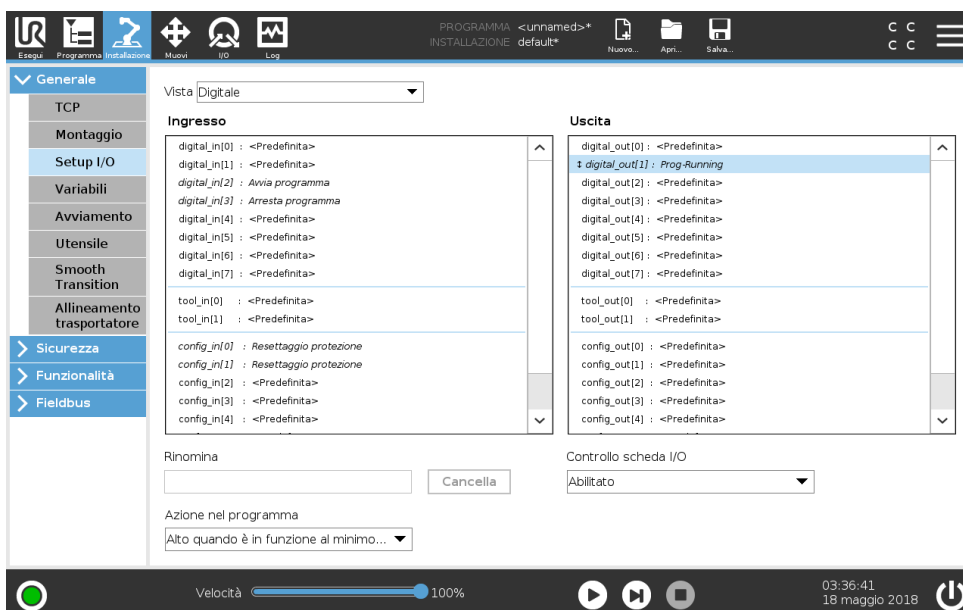 UR
Esegui
Programma
Installazione
Muovi
I/O
Log
PROGRAMMA <unnamed>*
INSTALLAZIONE default*
Nuovo...
Apri...
Salva...
C C
C C
Generale
TCP
Montaggio
Setup I/O
Variabili
Avviamento
Utensile
Smooth
Transition
Allineamento
trasportatore
Sicurezza
Funzionalità
Fieldbus
Vista Digitale
Ingresso
digital_in[0] : <Predefinita>
digital_in[1] : <Predefinita>
digital_in[2] : Avvia programma
digital_in[3] : Arresta programma
digital_in[4] : <Predefinita>
digital_in[5] : <Predefinita>
digital_in[6] : <Predefinita>
digital_in[7] : <Predefinita>
tool_in[0] : <Predefinita>
tool_in[1] : <Predefinita>
config_in[0] : Resettaggio protezione
config_in[1] : Resettaggio protezione
config_in[2] : <Predefinita>
config_in[3] : <Predefinita>
config_in[4] : <Predefinita>
Uscita
digital_out[0] : <Predefinita>
↕ digital_out[1] : Prog-Running
digital_out[2] : <Predefinita>
digital_out[3] : <Predefinita>
digital_out[4] : <Predefinita>
digital_out[5] : <Predefinita>
digital_out[6] : <Predefinita>
digital_out[7] : <Predefinita>
tool_out[0] : <Predefinita>
tool_out[1] : <Predefinita>
config_out[0] : <Predefinita>
config_out[1] : <Predefinita>
config_out[2] : <Predefinita>
config_out[3] : <Predefinita>
config_out[4] : <Predefinita>
Rinomina
Cancella
Controllo scheda I/O
Abilitato
Azione nel programma
Alto quando è in funzione al minimo...
Velocità 100%
03:36:41
18 maggio 2018